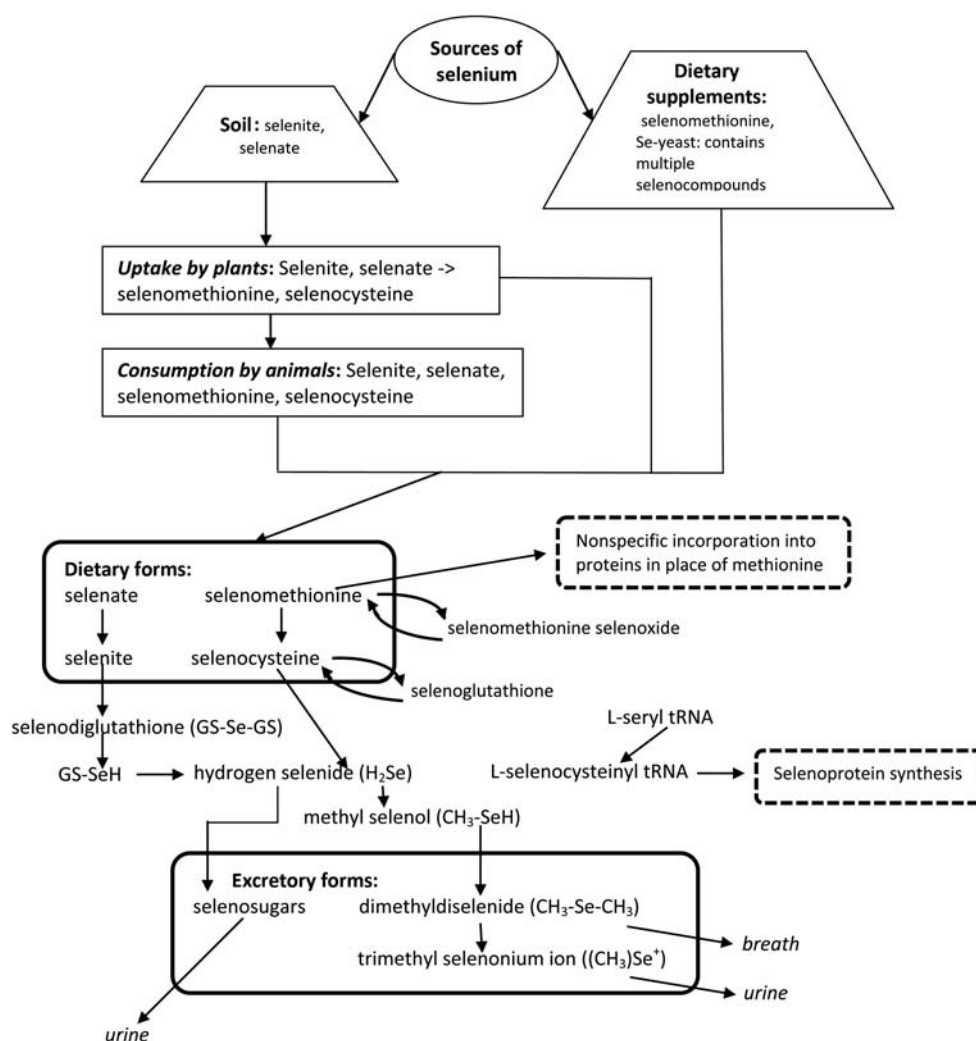 Sources of
selenium
Soil: selenite,
selenate
Dietary
supplements:
selenomethionine,
Se-yeast: contains
multiple
selenocompounds
Uptake by plants: Selenite, selenate ->
selenomethionine, selenocysteine
Consumption by animals: Selenite, selenate,
selenomethionine, selenocysteine
Nonspecific incorporation into
proteins in place of methionine
Dietary forms:
selenate selenomethionine
selenomethionine selenoxide
selenite selenocysteine
selenoglutathione
selenodiglutathione (GS-Se-GS)
L-seryl tRNA
GS-SeH hydrogen selenide (H₂Se) L-selenocysteinyl tRNA Selenoprotein synthesis
methyl selenol (CH₃-SeH)
Excretory forms:
selenosugars dimethyldiselenide (CH₃-Se-CH₃)
breath
trimethyl selenonium ion ((CH₃)Se⁺)
urine
urine